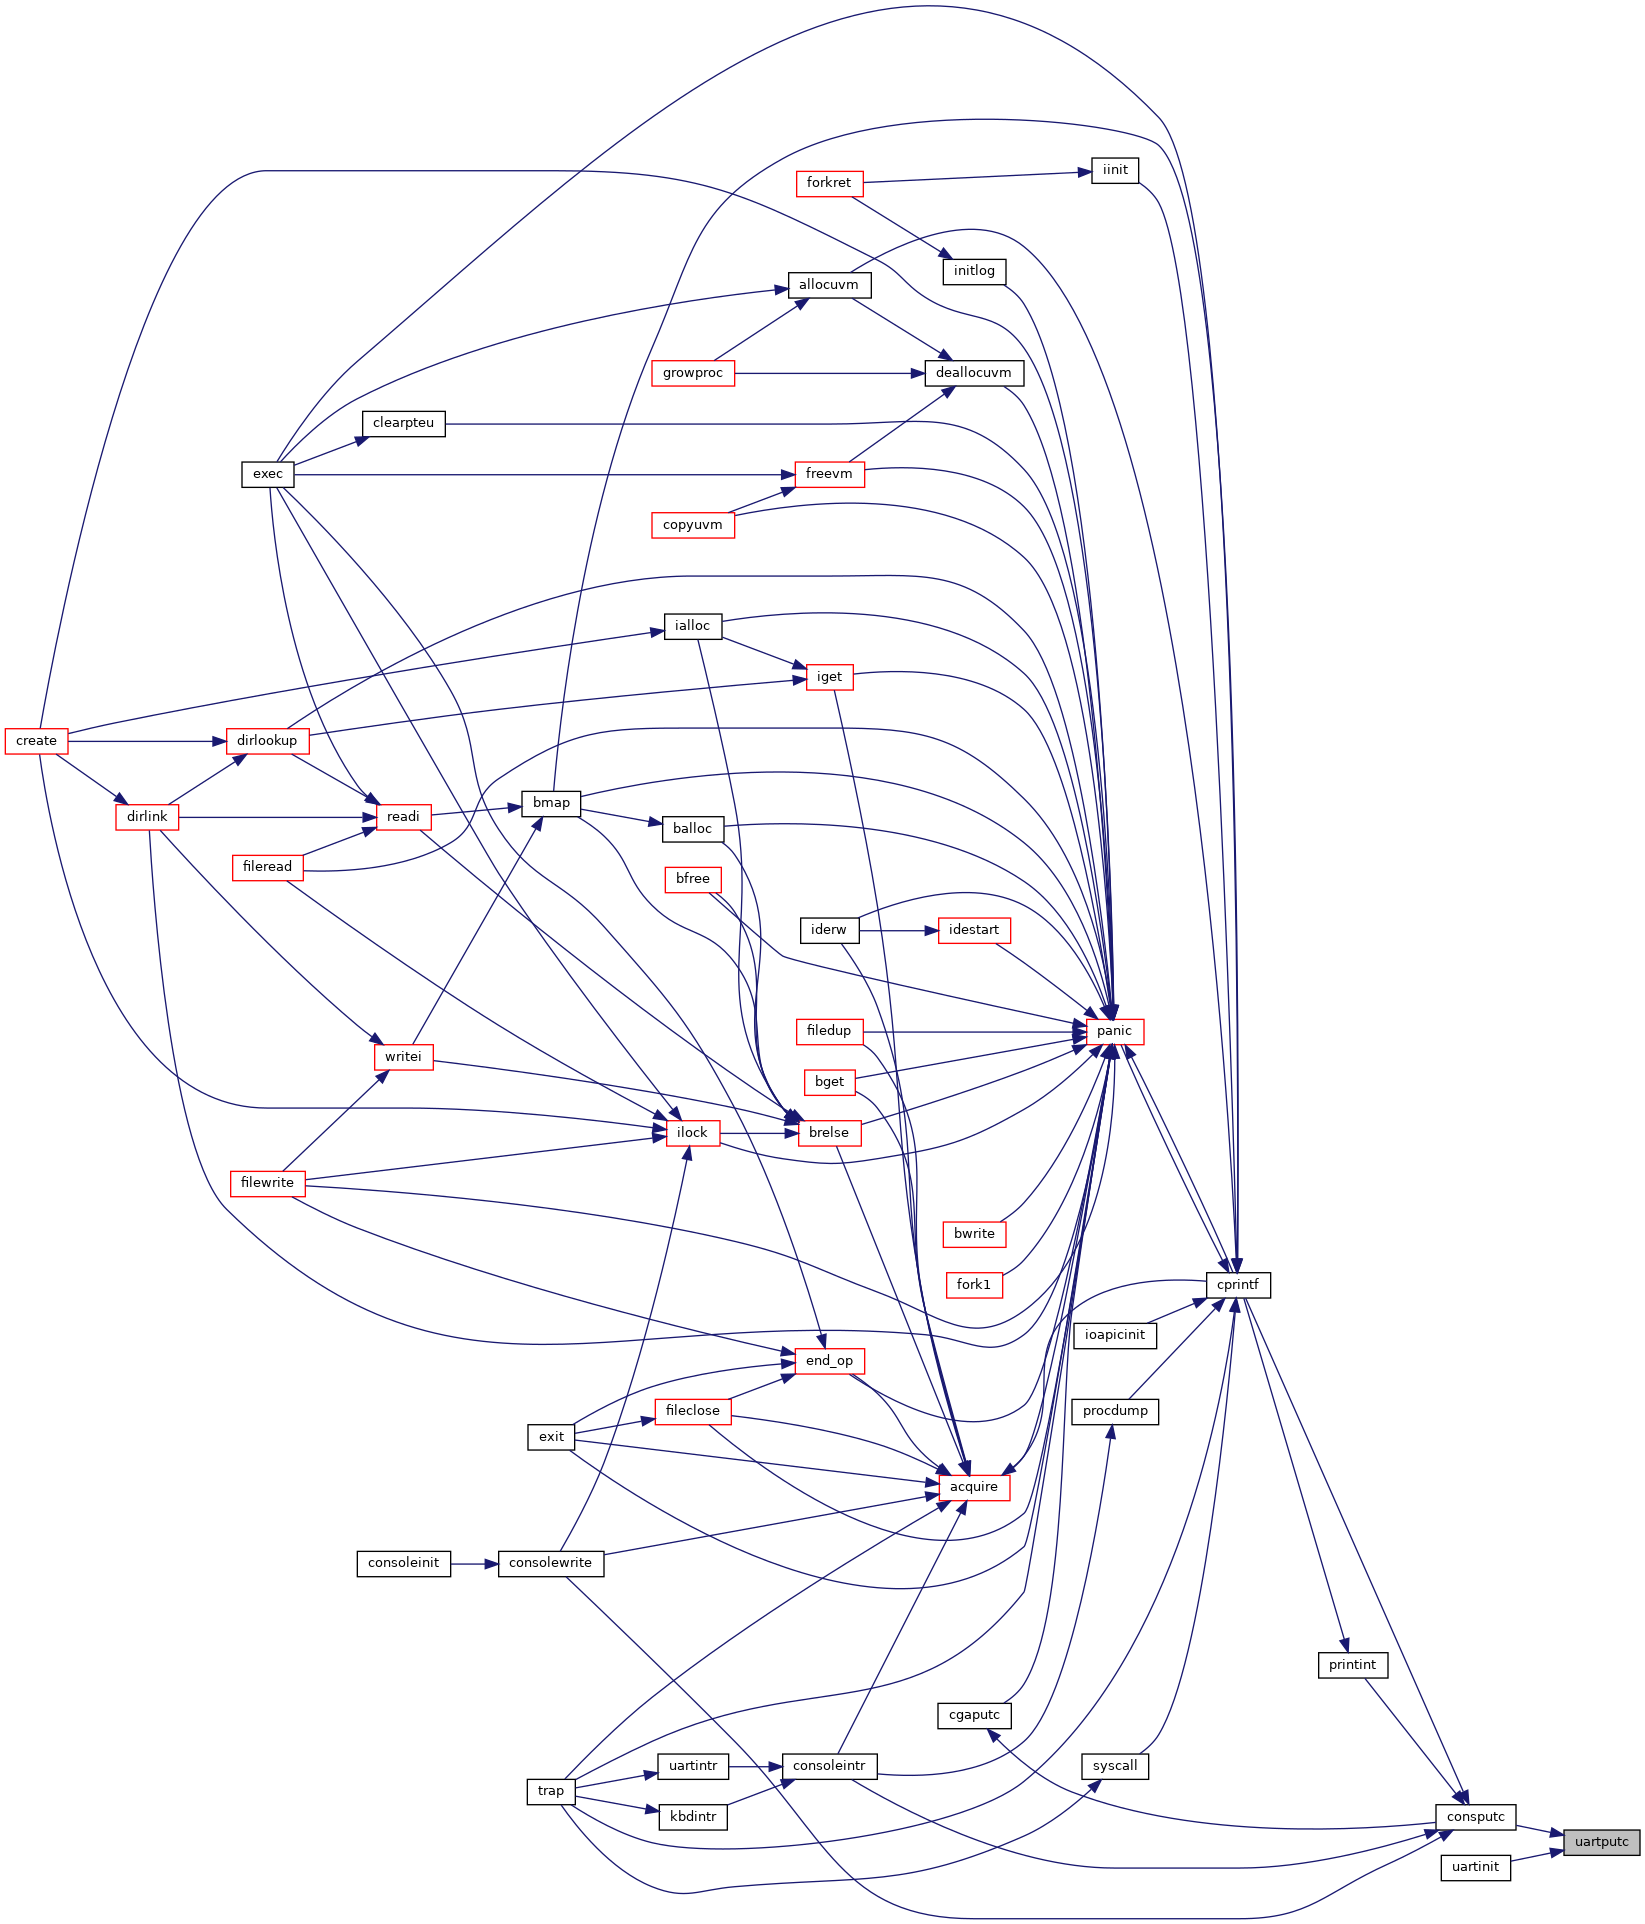 iinit
forkret
initlog
allocuvm
growproc
deallocuvm
clearpteu
exec
freevm
copyuvm
ialloc
iget
create
dirlookup
bmap
dirlink
readi
balloc
fileread
bfree
iderw
idestart
filedup
panic
writei
bget
ilock
brelse
filewrite
bwrite
fork1
cprintf
ioapicinit
end_op
fileclose
procdump
exit
acquire
consoleinit
consolewrite
printint
cgaputc
uartintr
consoleintr
syscall
trap
kbdintr
consputc
uartputc
uartinit